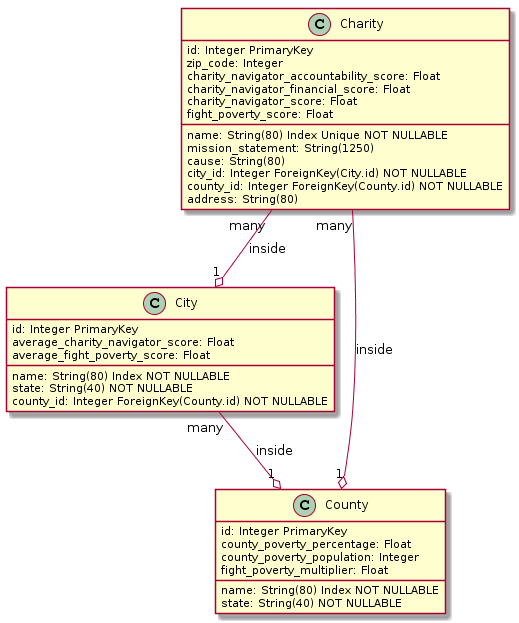 C Charity
id: Integer PrimaryKey
zip_code: Integer
charity_navigator_accountability_score: Float
charity_navigator_financial_score: Float
charity_navigator_score: Float
fight_poverty_score: Float
name: String(80) Index Unique NOT NULLABLE
mission_statement: String(1250)
cause: String(80)
city_id: Integer ForeignKey(City.id) NOT NULLABLE
county_id: Integer ForeignKey(County.id) NOT NULLABLE
address: String(80)
many many
inside
1
C City
id: Integer PrimaryKey
average_charity_navigator_score: Float
average_fight_poverty_score: Float
name: String(80) Index NOT NULLABLE
state: String(40) NOT NULLABLE
county_id: Integer ForeignKey(County.id) NOT NULLABLE
inside
many
inside
1 1
C County
id: Integer PrimaryKey
county_poverty_percentage: Float
county_poverty_population: Integer
fight_poverty_multiplier: Float
name: String(80) Index NOT NULLABLE
state: String(40) NOT NULLABLE